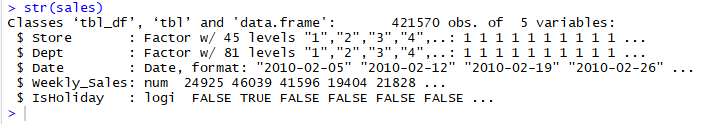 > str(sales)
Classes ‘tbl_df’, ‘tbl’ and 'data.frame':	421570 obs. of  5 variables:
 $ Store       : Factor w/ 45 levels "1","2","3","4",..: 1 1 1 1 1 1 1 1 1 1 ...
 $ Dept        : Factor w/ 81 levels "1","2","3","4",..: 1 1 1 1 1 1 1 1 1 1 ...
 $ Date        : Date, format: "2010-02-05" "2010-02-12" "2010-02-19" "2010-02-26" ...
 $ Weekly_Sales: num  24925 46039 41596 19404 21828 ...
 $ IsHoliday   : logi  FALSE TRUE FALSE FALSE FALSE FALSE ...
>